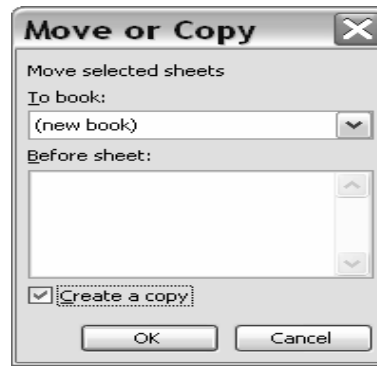 Move or Copy
Move selected sheets
To book:
(new book)
Before sheet:
Create a copy
OK
Cancel